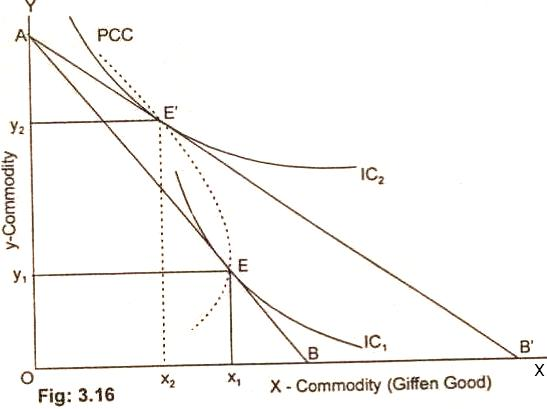 Y
A
PCC
E'
y₂
IC₂
y-Commodity
y₁
E
IC₁
B
B'
O
x₂
x₁
X - Commodity (Giffen Good)
X
Fig: 3.16